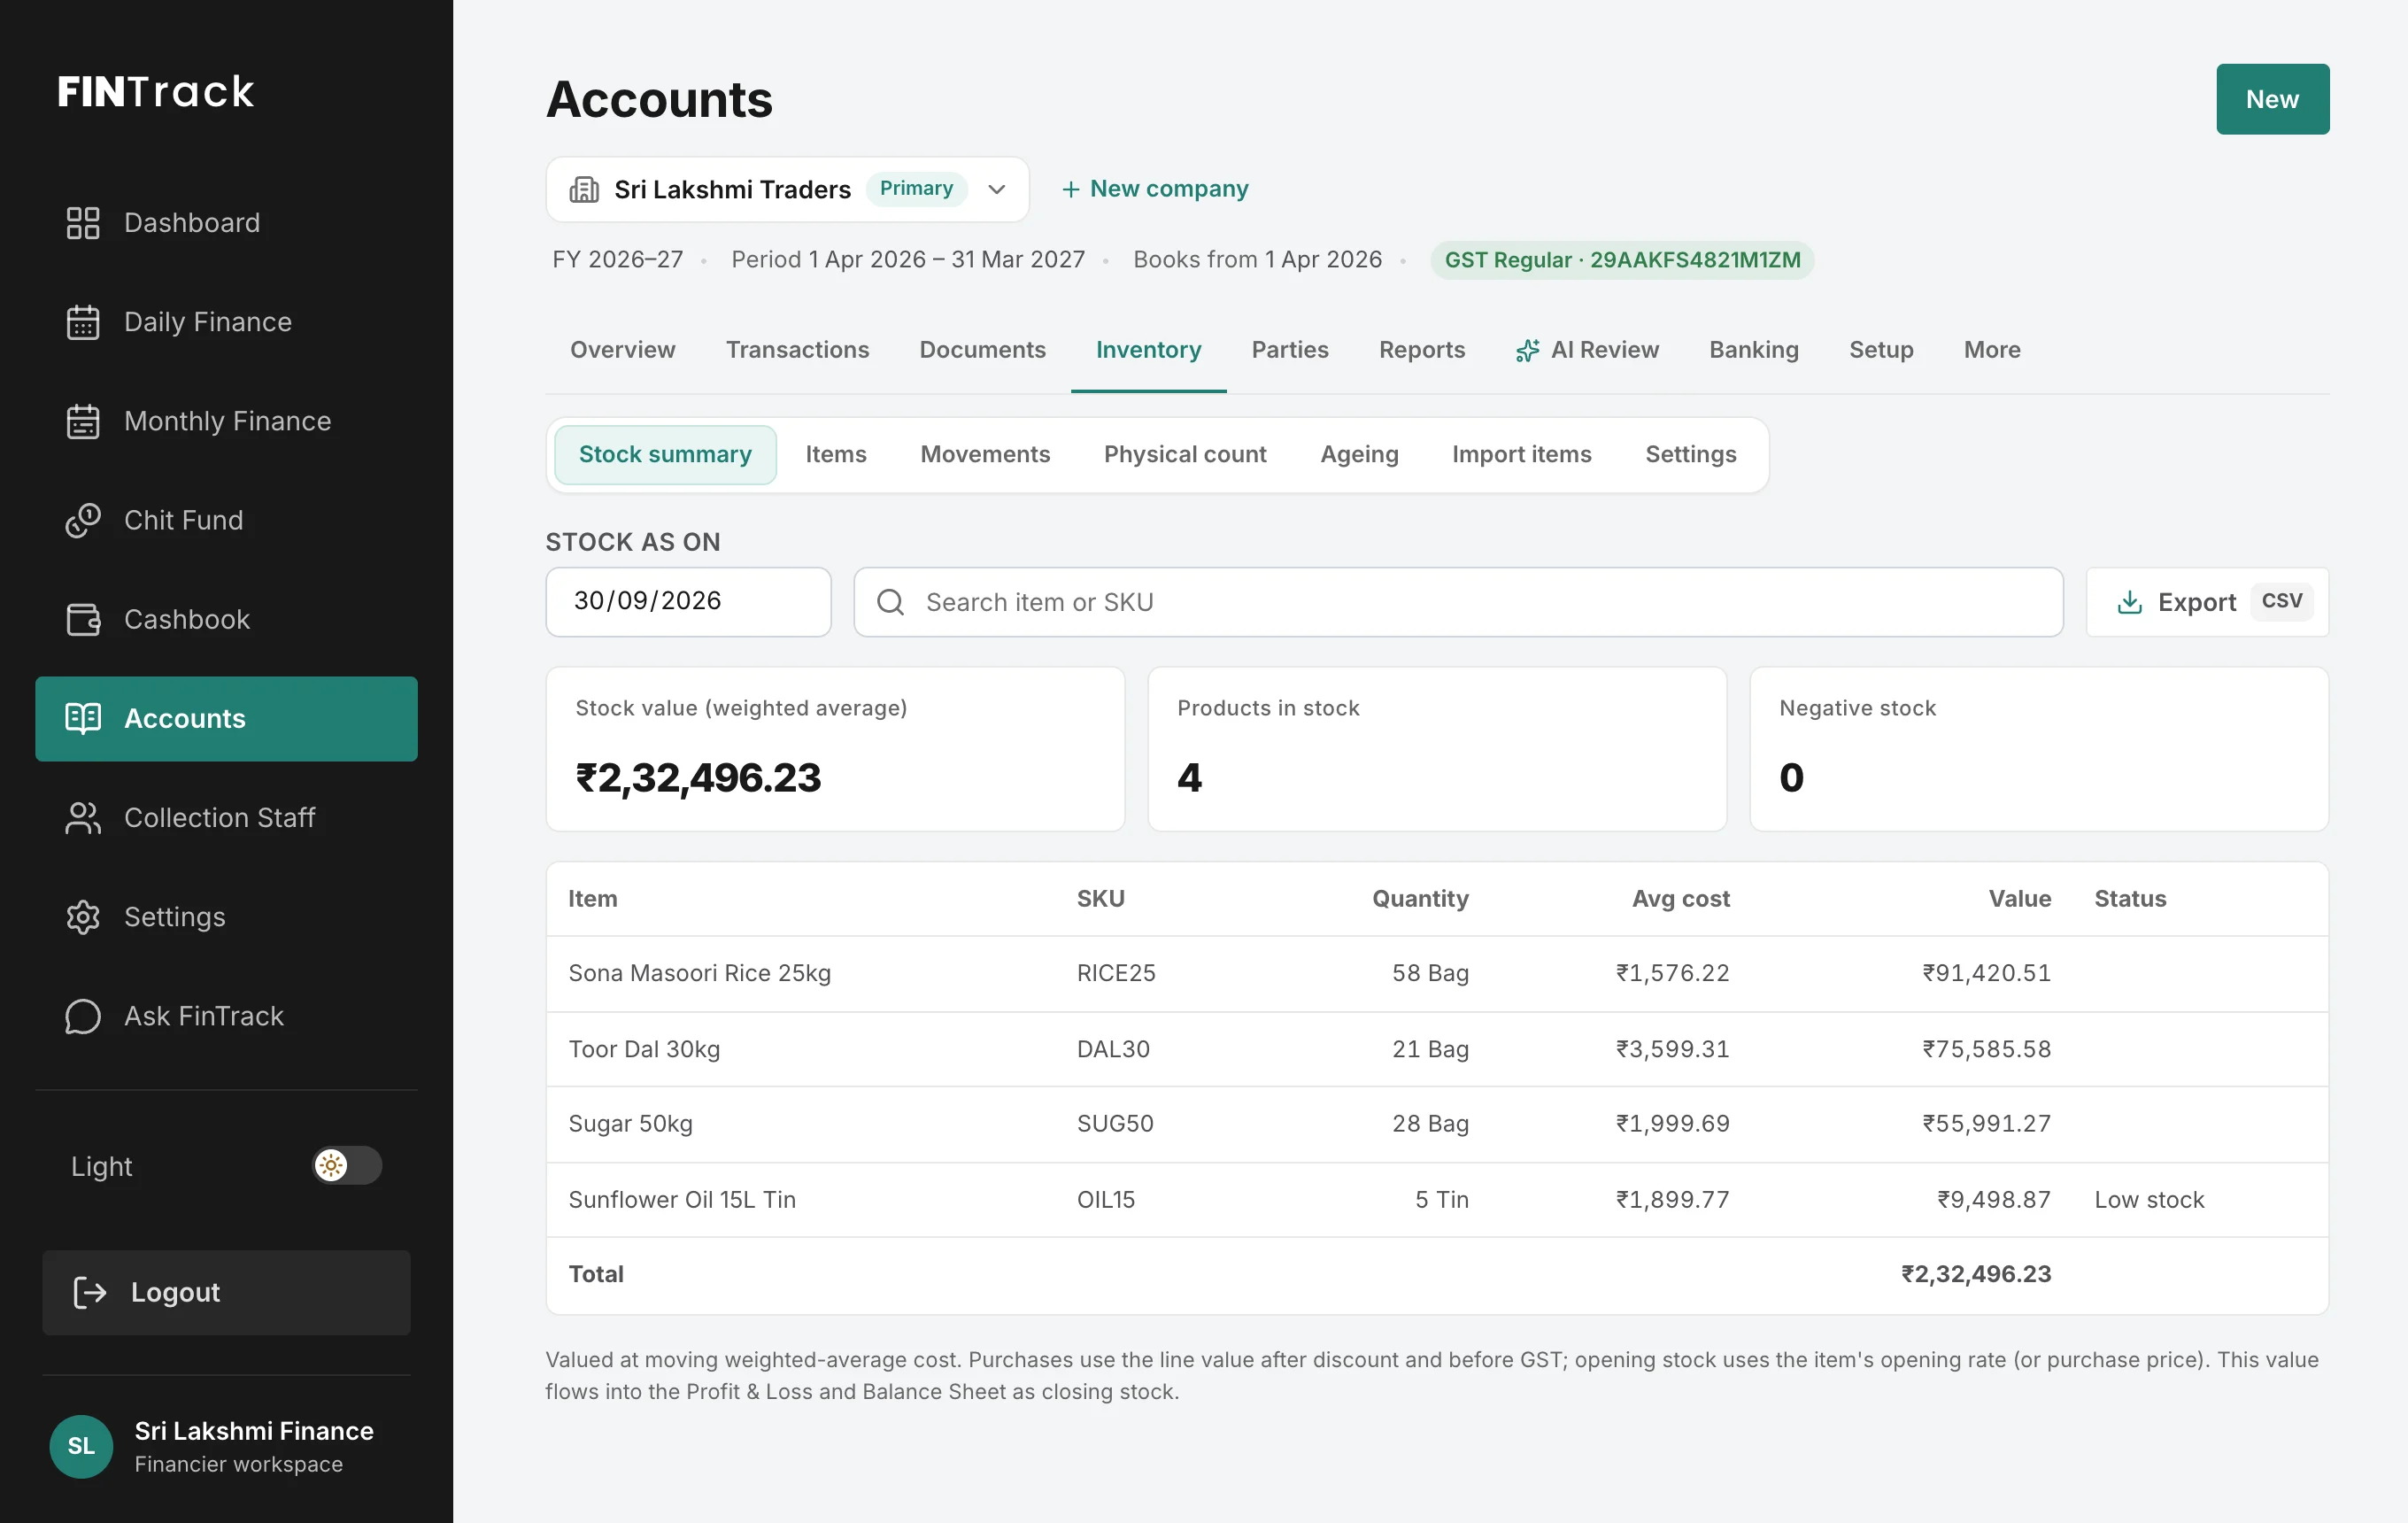 FINTrack
Dashboard
Daily Finance
Monthly Finance
Chit Fund
Cashbook
Accounts
Collection Staff
Settings
Ask FinTrack
Light
Logout
SL
Sri Lakshmi Finance
Financier workspace
Accounts
New
Sri Lakshmi Traders Primary
+ New company
FY 2026–27 • Period 1 Apr 2026 – 31 Mar 2027 • Books from 1 Apr 2026 • GST Regular · 29AAKFS4821M1ZM
Overview Transactions Documents Inventory Parties Reports AI Review Banking Setup More
Stock summary Items Movements Physical count Ageing Import items Settings
STOCK AS ON
30/09/2026 Search item or SKU Export CSV
Stock value (weighted average) Products in stock Negative stock
₹2,32,496.23 4 0
Item SKU Quantity Avg cost Value Status
Sona Masoori Rice 25kg RICE25 58 Bag ₹1,576.22 ₹91,420.51
Toor Dal 30kg DAL30 21 Bag ₹3,599.31 ₹75,585.58
Sugar 50kg SUG50 28 Bag ₹1,999.69 ₹55,991.27
Sunflower Oil 15L Tin OIL15 5 Tin ₹1,899.77 ₹9,498.87 Low stock
Total ₹2,32,496.23
Valued at moving weighted-average cost. Purchases use the line value after discount and before GST; opening stock uses the item's opening rate (or purchase price). This value
flows into the Profit & Loss and Balance Sheet as closing stock.